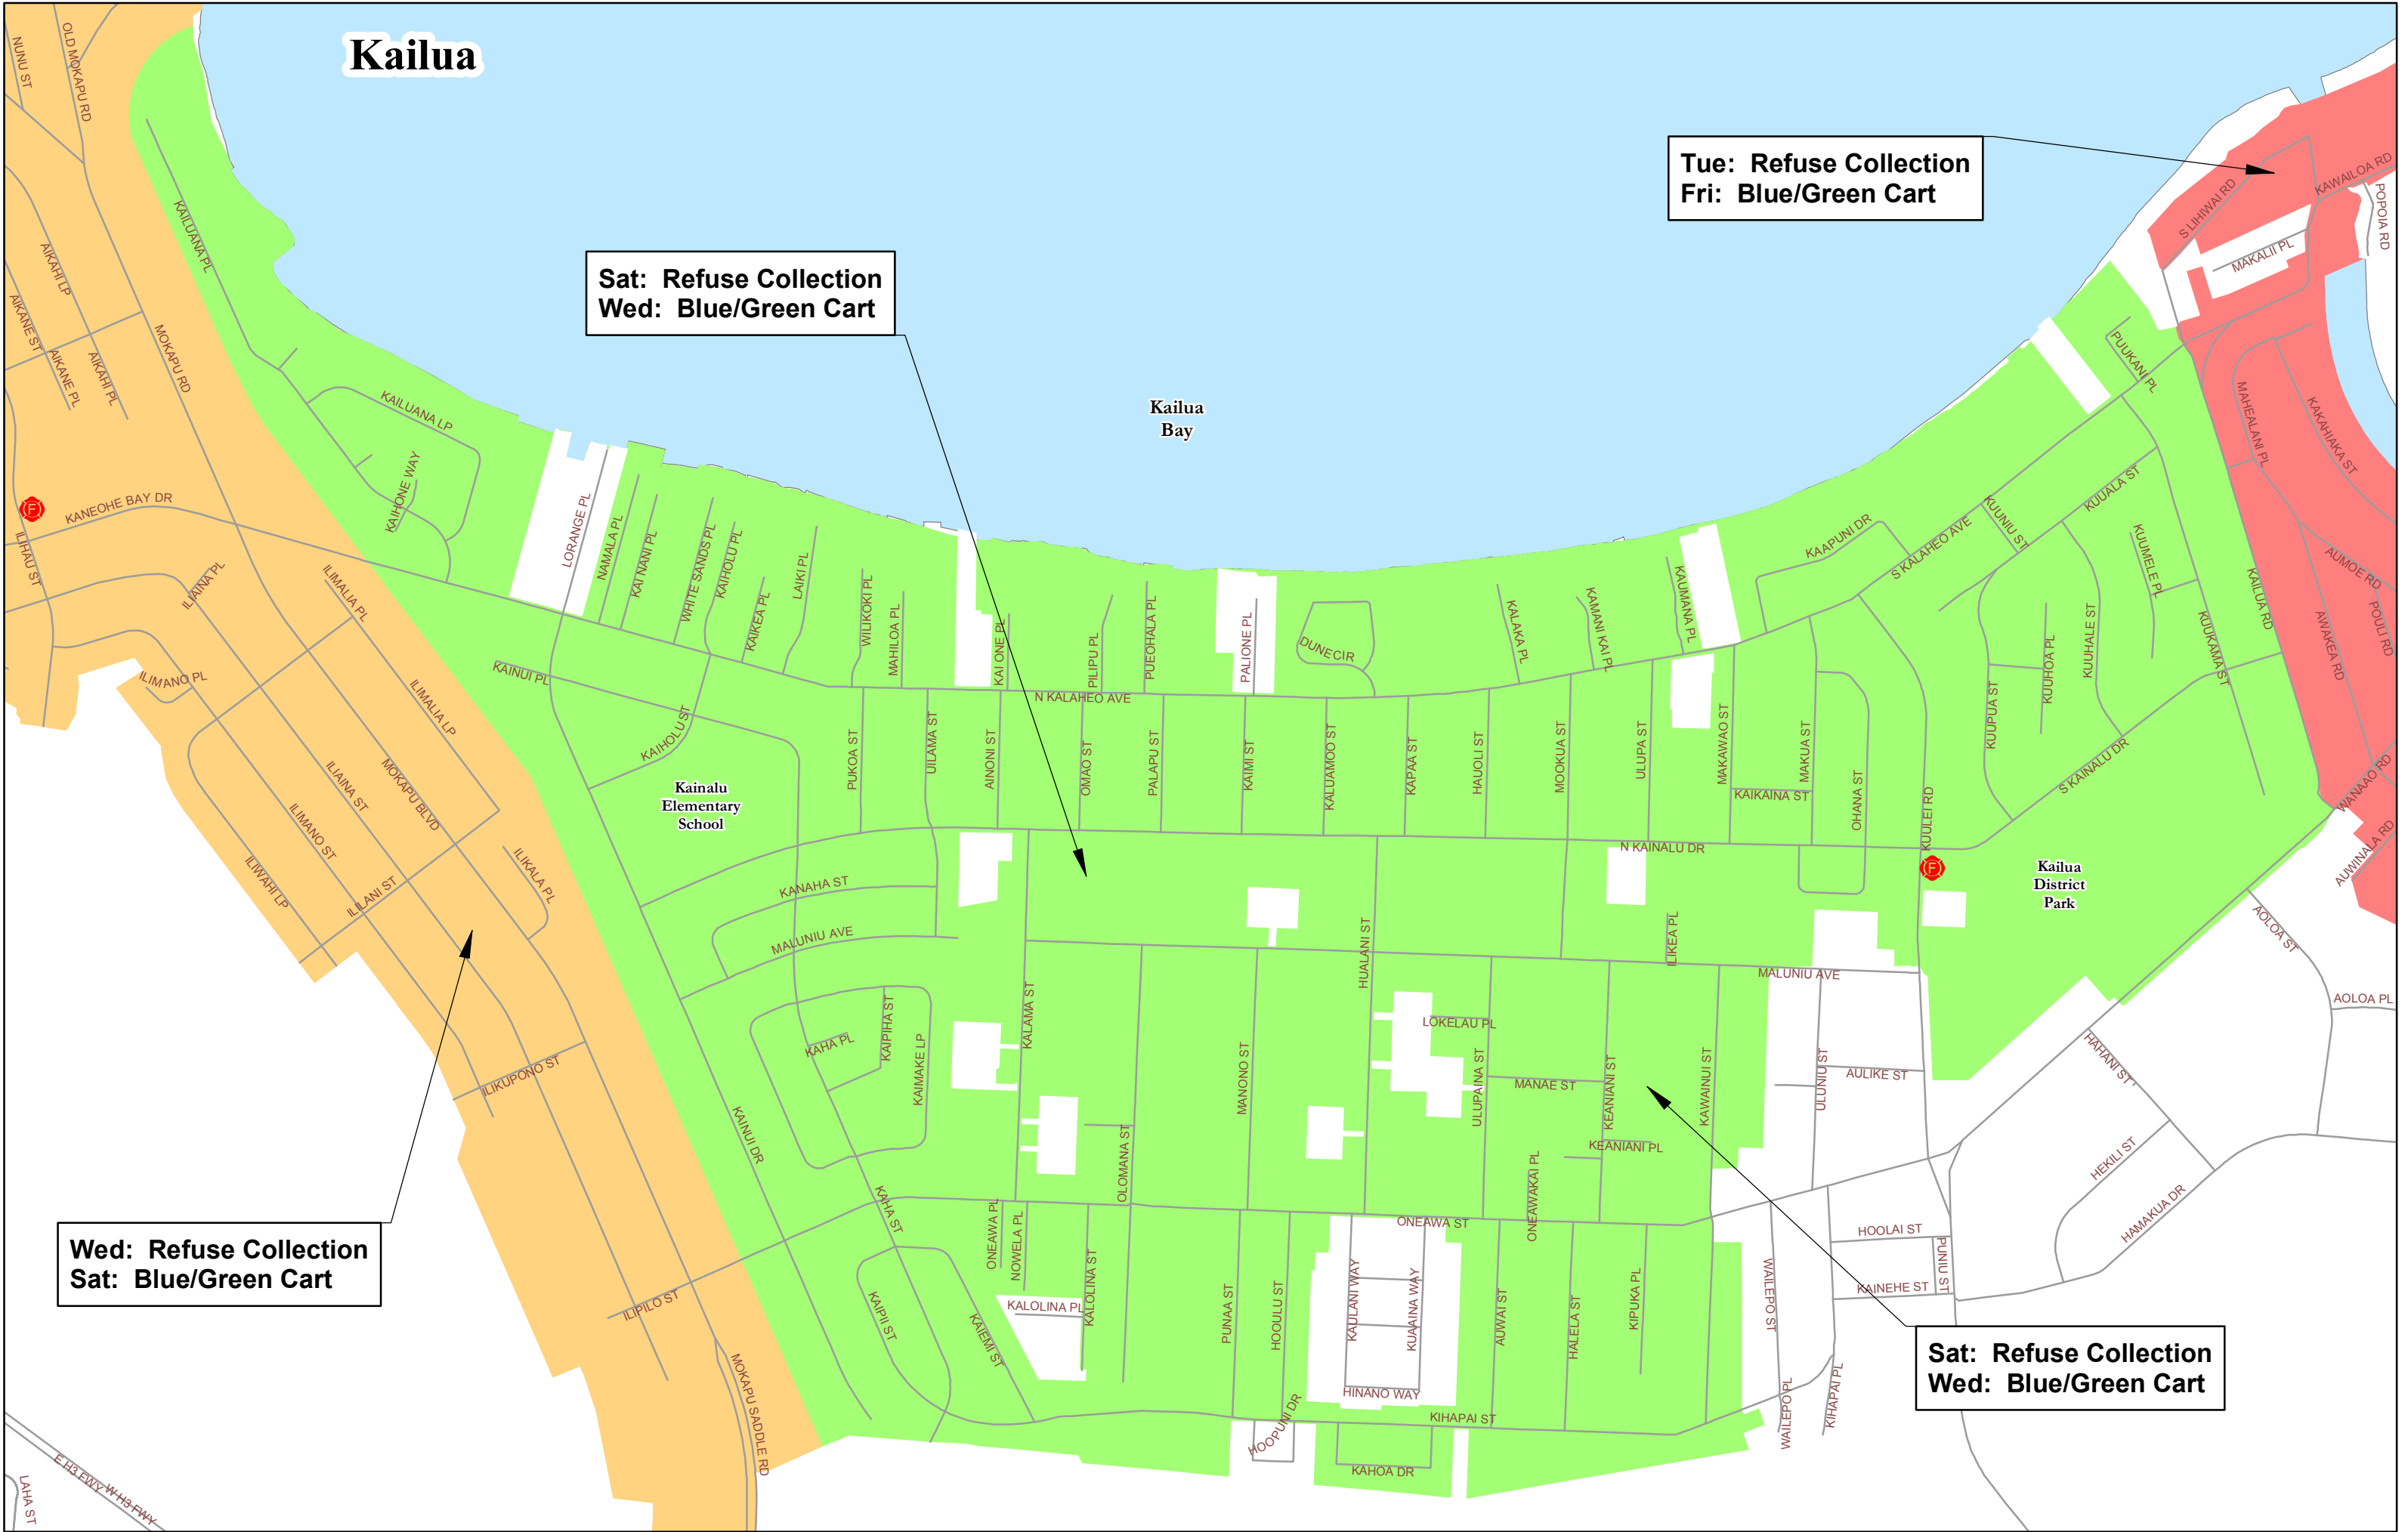 Kailua
NUNU ST
OLD MOKAPU RD
Tue: Refuse Collection
Fri: Blue/Green Cart
KAWAILOA RD
POPOIA RD
S LIHIWAI RD
MAKALII PL
KAILUANA PL
AIKAHI LP
AIKANE ST
AIKANE PL
AIKAHI PL
MOKAPU RD
Sat: Refuse Collection
Wed: Blue/Green Cart
Kailua
Bay
PUUKANI PL
MAHEALANI PL
KAKAHIAKA ST
KAILUANA LP
KAIHONE WAY
KANEOHE BAY DR
F
ILIHAU ST
ILIAINA PL
ILIMALIA PL
LORANGE PL
NAMALA PL
KAI NANI PL
WHITE SANDS PL
KAIHOLU PL
KAIKEA PL
LAIKI PL
WILIKOKI PL
MAHILOA PL
KAI ONE PL
PILIPU PL
PUEOHALA PL
PALIONE PL
DUNECIR
KALAKA PL
KAMANI KAI PL
KAUMANA PL
KAAPUNI DR
S KALAHEO AVE
KUUNIU ST
KUUALA ST
KUUMELE PL
KAILUA RD
AUMOE RD
POULI RD
AWAKEA RD
KUUKAMA ST
KUUHALE ST
KUUHOA PL
KUUPUA ST
S KAINALU DR
WANAAO RD
AUWINALA RD
ILIMANO PL
ILIMALIA LP
KAINUI PL
KAIHOLU ST
N KALAHEO AVE
PUKOA ST
UILAMA ST
AINONI ST
OMAO ST
PALAPU ST
KAIMI ST
KALUAMOO ST
KAPAA ST
HAUOLI ST
MOOKUA ST
ULUPA ST
MAKAWAO ST
MAKUA ST
KAIKAINA ST
OHANA ST
KUULEI RD
Kainalu
Elementary
School
ILIAINA ST
MOKAPU BLVD
ILIMANO ST
ILIWAHI LP
ILILANI ST
ILIKALA PL
N KAINALU DR
F
Kailua
District
Park
KANAHA ST
MALUNIU AVE
HUALANI ST
ILIKEA PL
MALUNIU AVE
AOLOA ST
AOLOA PL
KALAMA ST
KAIPIHA ST
KAHA PL
KAIMAKE LP
LOKELAU PL
MANONO ST
ULUPAINA ST
MANAE ST
KEANIANI ST
KAWAINUI ST
ULUNIU ST
AULIKE ST
HAHANI ST
ILIKUPONO ST
KAINUI DR
OLOMANA ST
KEANIANI PL
ONEAWAKAI PL
HEKILI ST
HAMAKUA DR
KAHA ST
ONEAWA PL
NOWELA PL
ONEAWA ST
HOOLAI ST
PUNIU ST
KAINEHE ST
Wed: Refuse Collection
Sat: Blue/Green Cart
ILIPILO ST
KAIPII ST
KAIEMI ST
KALOLINA PL
KALOLINA ST
PUNAA ST
HOOULU ST
KAULANI WAY
KUAAINA WAY
AUWAI ST
HALELA ST
KIPUKA PL
WAILEPO ST
Sat: Refuse Collection
Wed: Blue/Green Cart
MOKAPU SADDLE RD
HINANO WAY
HOOPUNI DR
KIHAPAI ST
WAILEPO PL
KIHAPAI PL
KAHOA DR
E H3 FWY
W H3 FWY
LAHA ST